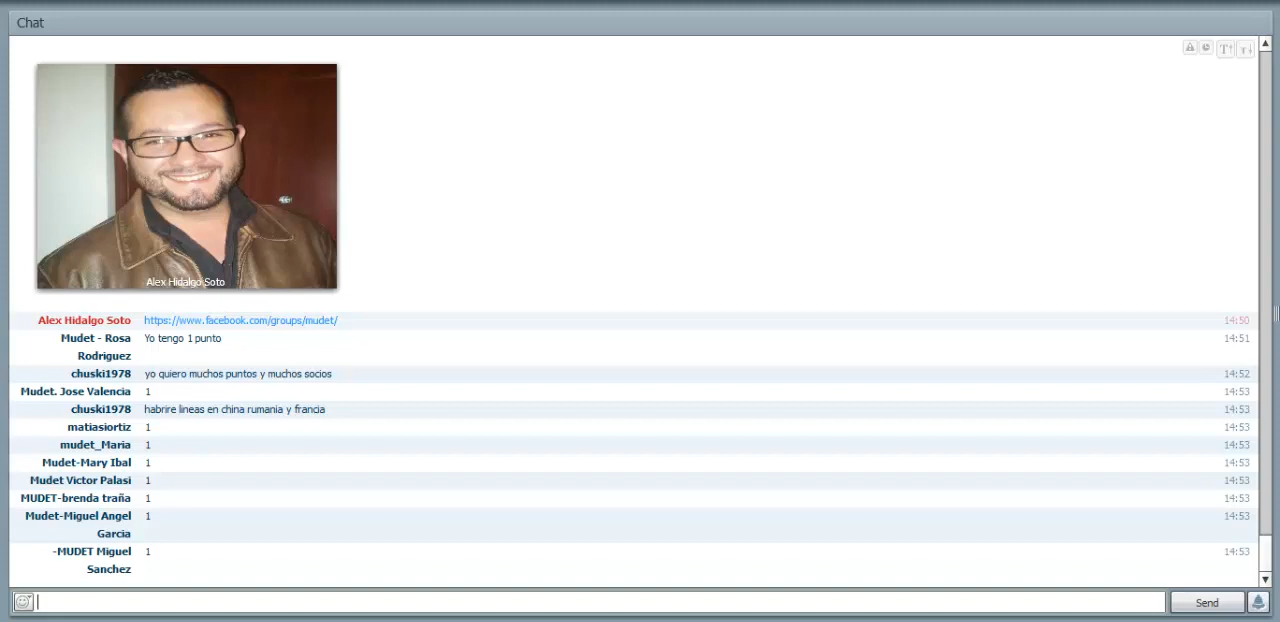 Chat
Alex Hidalgo Soto
Alex Hidalgo Soto https://www.facebook.com/groups/mudet/ 14:50
Mudet - Rosa Yo tengo 1 punto 14:51
Rodriguez
chuski1978 yo quiero muchos puntos y muchos socios 14:52
Mudet. Jose Valencia 1 14:53
chuski1978 habrire lineas en china rumania y francia 14:53
matiasiortiz 1 14:53
mudet_Maria 1 14:53
Mudet-Mary Ibal 1 14:53
Mudet Victor Palasi 1 14:53
MUDET-brenda traña 1 14:53
Mudet-Miguel Angel 1 14:53
Garcia
-MUDET Miguel 1 14:53
Sanchez
Send